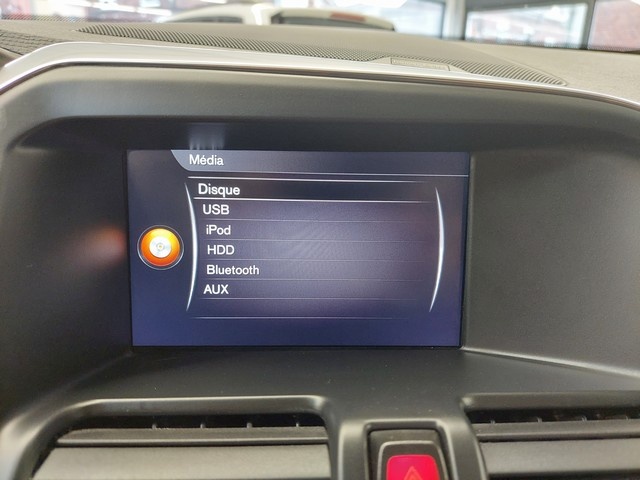 Média
Disque
USB
iPod
HDD
Bluetooth
AUX